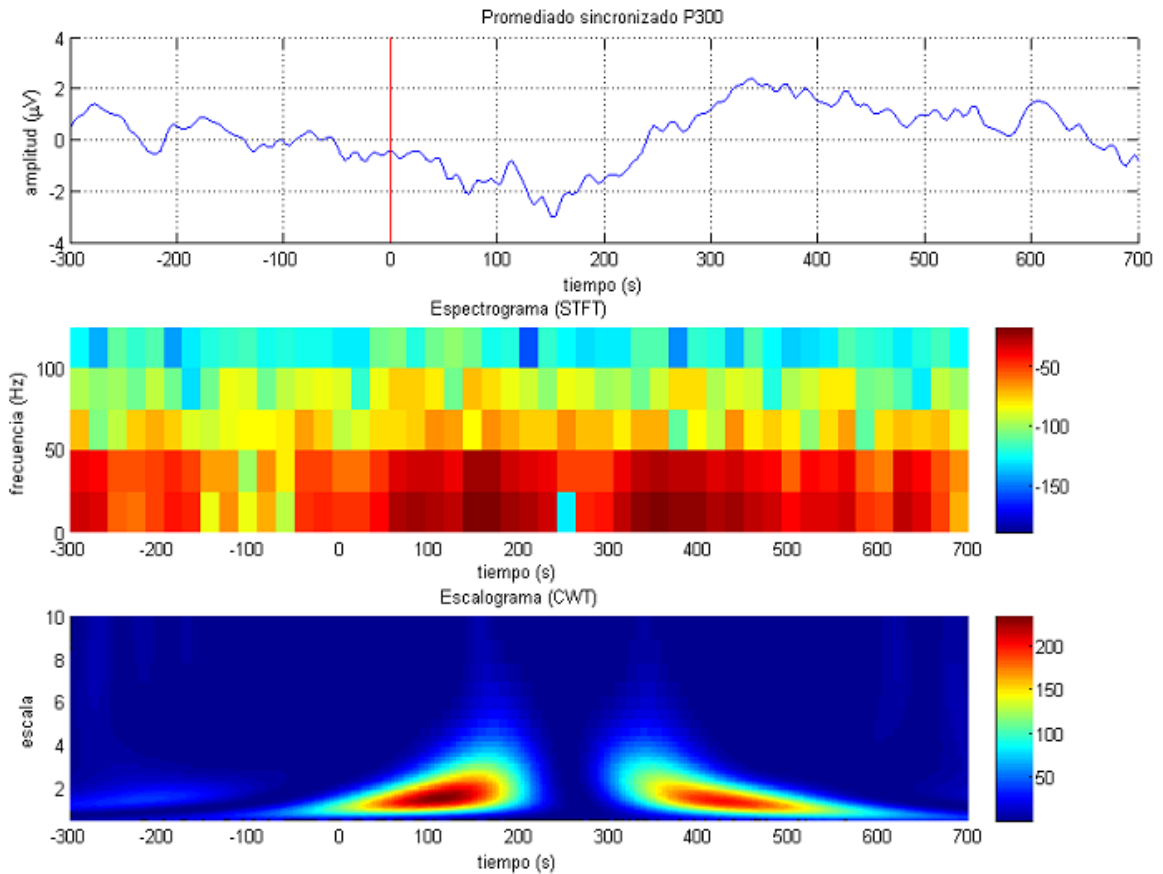 Promediado sincronizado P300
4
2
0
-2
-4
amplitud (µV)
-300 -200 -100 0 100 200 300 400 500 600 700
tiempo (s)
Espectrograma (STFT)
100
50
0
frecuencia (Hz)
-300 -200 -100 0 100 200 300 400 500 600 700
tiempo (s)
-50
-100
-150
Escalograma (CWT)
10
8
6
4
2
escala
-300 -200 -100 0 100 200 300 400 500 600 700
tiempo (s)
200
150
100
50